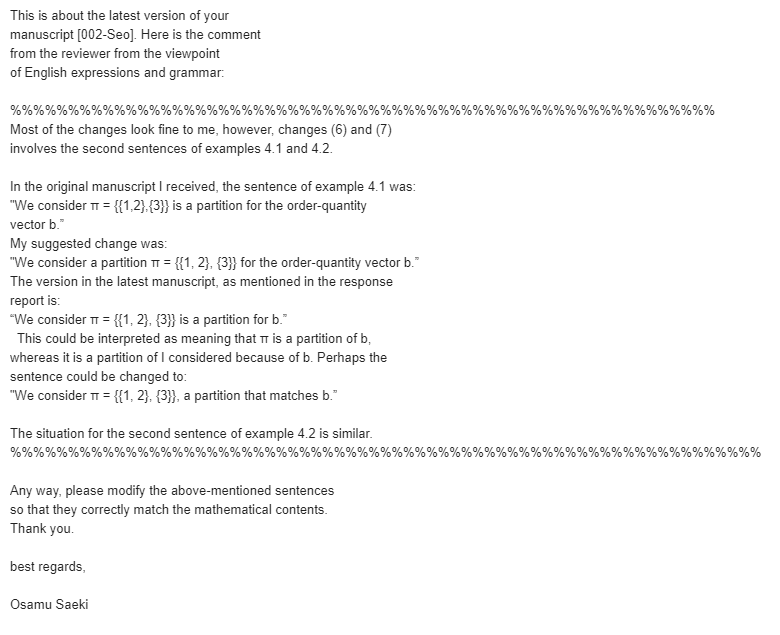 This is about the latest version of your
manuscript [002-Seo]. Here is the comment
from the reviewer from the viewpoint
of English expressions and grammar:
%%%%%%%%%%%%%%%%%%%%%%%%%%%%%%%%%%%%%%%%%%%%%%%%%%%%%%%%%%%%%%
Most of the changes look fine to me, however, changes (6) and (7)
involves the second sentences of examples 4.1 and 4.2.
In the original manuscript I received, the sentence of example 4.1 was:
"We consider π = {{1,2},{3}} is a partition for the order-quantity
vector b.”
My suggested change was:
"We consider a partition π = {{1, 2}, {3}} for the order-quantity vector b.”
The version in the latest manuscript, as mentioned in the response
report is:
“We consider π = {{1, 2}, {3}} is a partition for b.”
This could be interpreted as meaning that π is a partition of b,
whereas it is a partition of I considered because of b. Perhaps the
sentence could be changed to:
"We consider π = {{1, 2}, {3}}, a partition that matches b.”
The situation for the second sentence of example 4.2 is similar.
%%%%%%%%%%%%%%%%%%%%%%%%%%%%%%%%%%%%%%%%%%%%%%%%%%%%%%%%%%%%%%%%%%
Any way, please modify the above-mentioned sentences
so that they correctly match the mathematical contents.
Thank you.
best regards,
Osamu Saeki